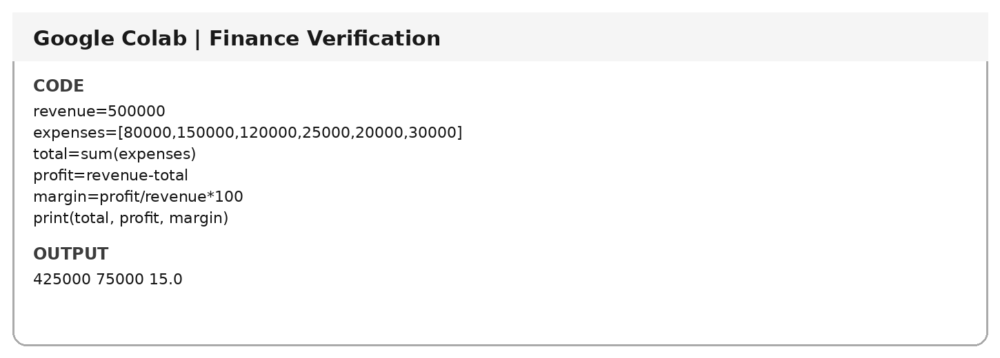 Google Colab | Finance Verification
CODE
revenue=500000
expenses=[80000,150000,120000,25000,20000,30000]
total=sum(expenses)
profit=revenue-total
margin=profit/revenue*100
print(total, profit, margin)
OUTPUT
425000 75000 15.0